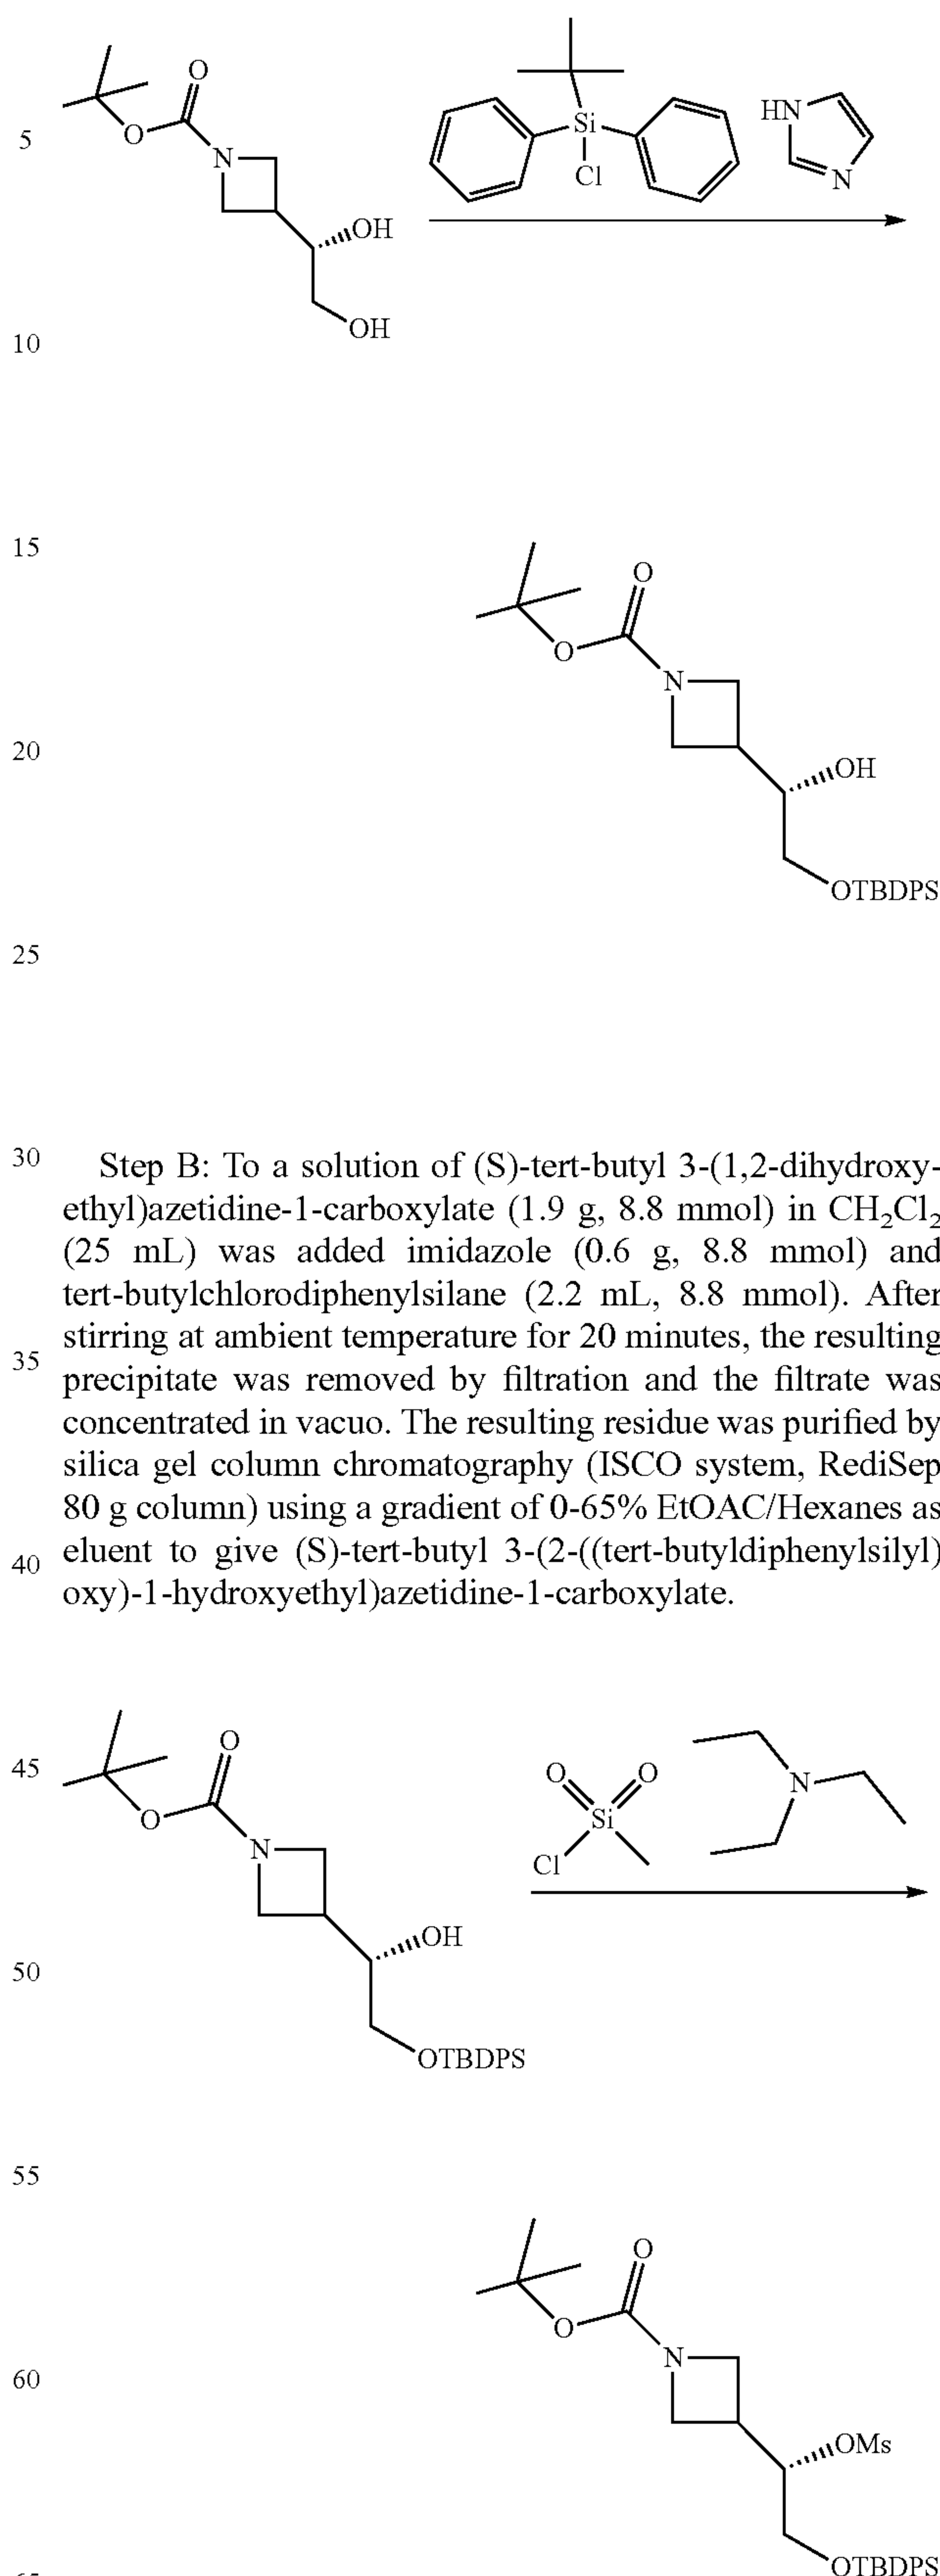 O
O
N
OH
OH
Si
Cl
HN
N
5
10
15
O
O
N
20
OH
OTBDPS
25
30
Step B: To a solution of (S)-tert-butyl 3-(1,2-dihydroxy-
ethyl)azetidine-1-carboxylate (1.9 g, 8.8 mmol) in CH₂Cl₂
(25 mL) was added imidazole (0.6 g, 8.8 mmol) and
tert-butylchlorodiphenylsilane (2.2 mL, 8.8 mmol). After
stirring at ambient temperature for 20 minutes, the resulting
35
precipitate was removed by filtration and the filtrate was
concentrated in vacuo. The resulting residue was purified by
silica gel column chromatography (ISCO system, RediSep
80 g column) using a gradient of 0-65% EtOAC/Hexanes as
40
eluent to give (S)-tert-butyl 3-(2-((tert-butyldiphenylsilyl)
oxy)-1-hydroxyethyl)azetidine-1-carboxylate.
45
O
O
N
OH
OTBDPS
O
O
Si
Cl
N
50
55
O
O
N
60
OMs
OTBDPS